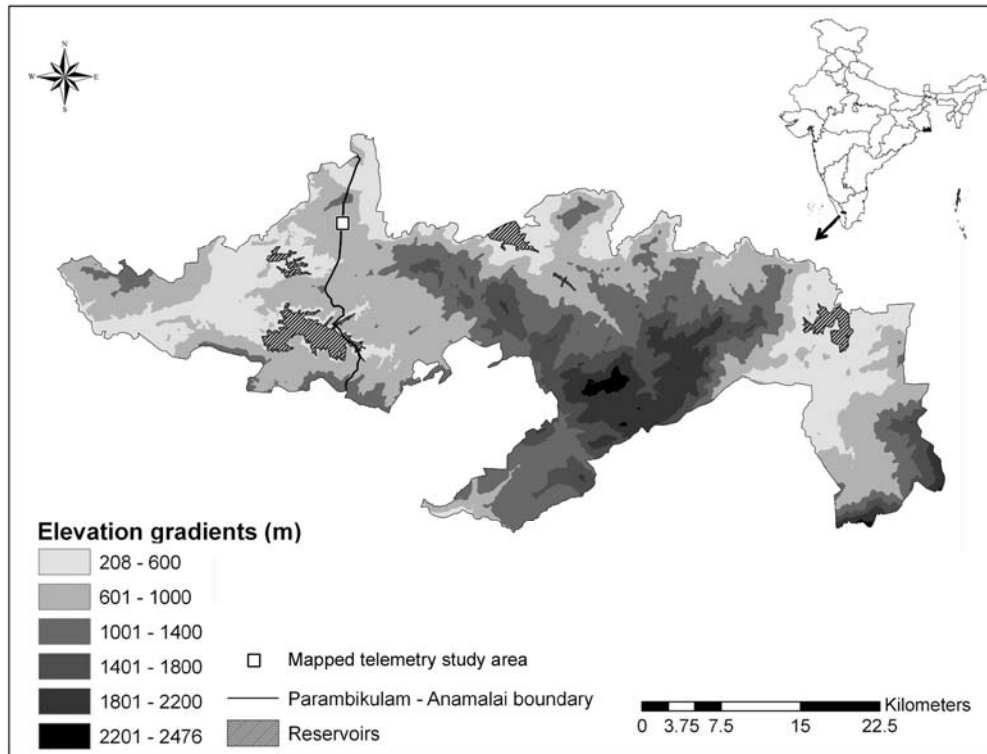 N
W E
S
Elevation gradients (m)
208 - 600
601 - 1000
1001 - 1400
1401 - 1800
1801 - 2200
2201 - 2476
Mapped telemetry study area
Parambikulam - Anamalai boundary
Reservoirs
Kilometers
0 3.75 7.5 15 22.5